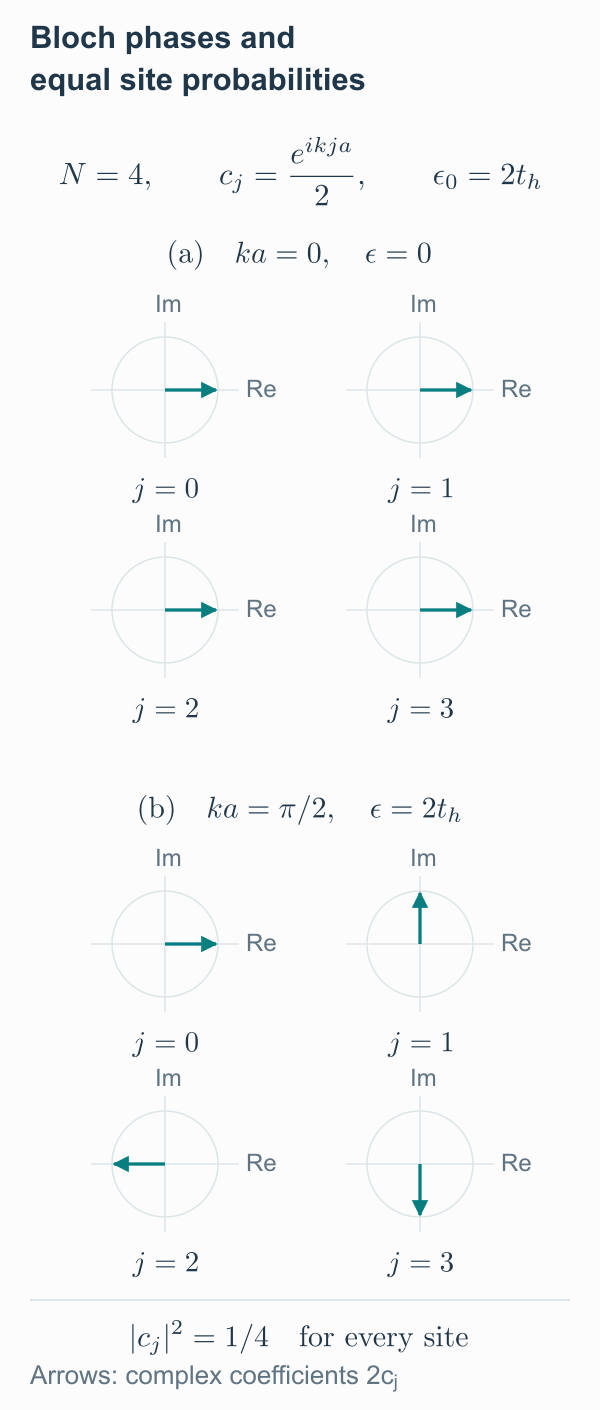 Bloch phases and
equal site probabilities
N = 4, c_j = e^{ikja}/2, ϵ_0 = 2t_h
(a) ka = 0, ϵ = 0
Im Im
Re Re
j = 0 j = 1
Im Im
Re Re
j = 2 j = 3
(b) ka = π/2, ϵ = 2t_h
Im Im
Re Re
j = 0 j = 1
Im Im
Re Re
j = 2 j = 3
|c_j|^2 = 1/4 for every site
Arrows: complex coefficients 2c_j